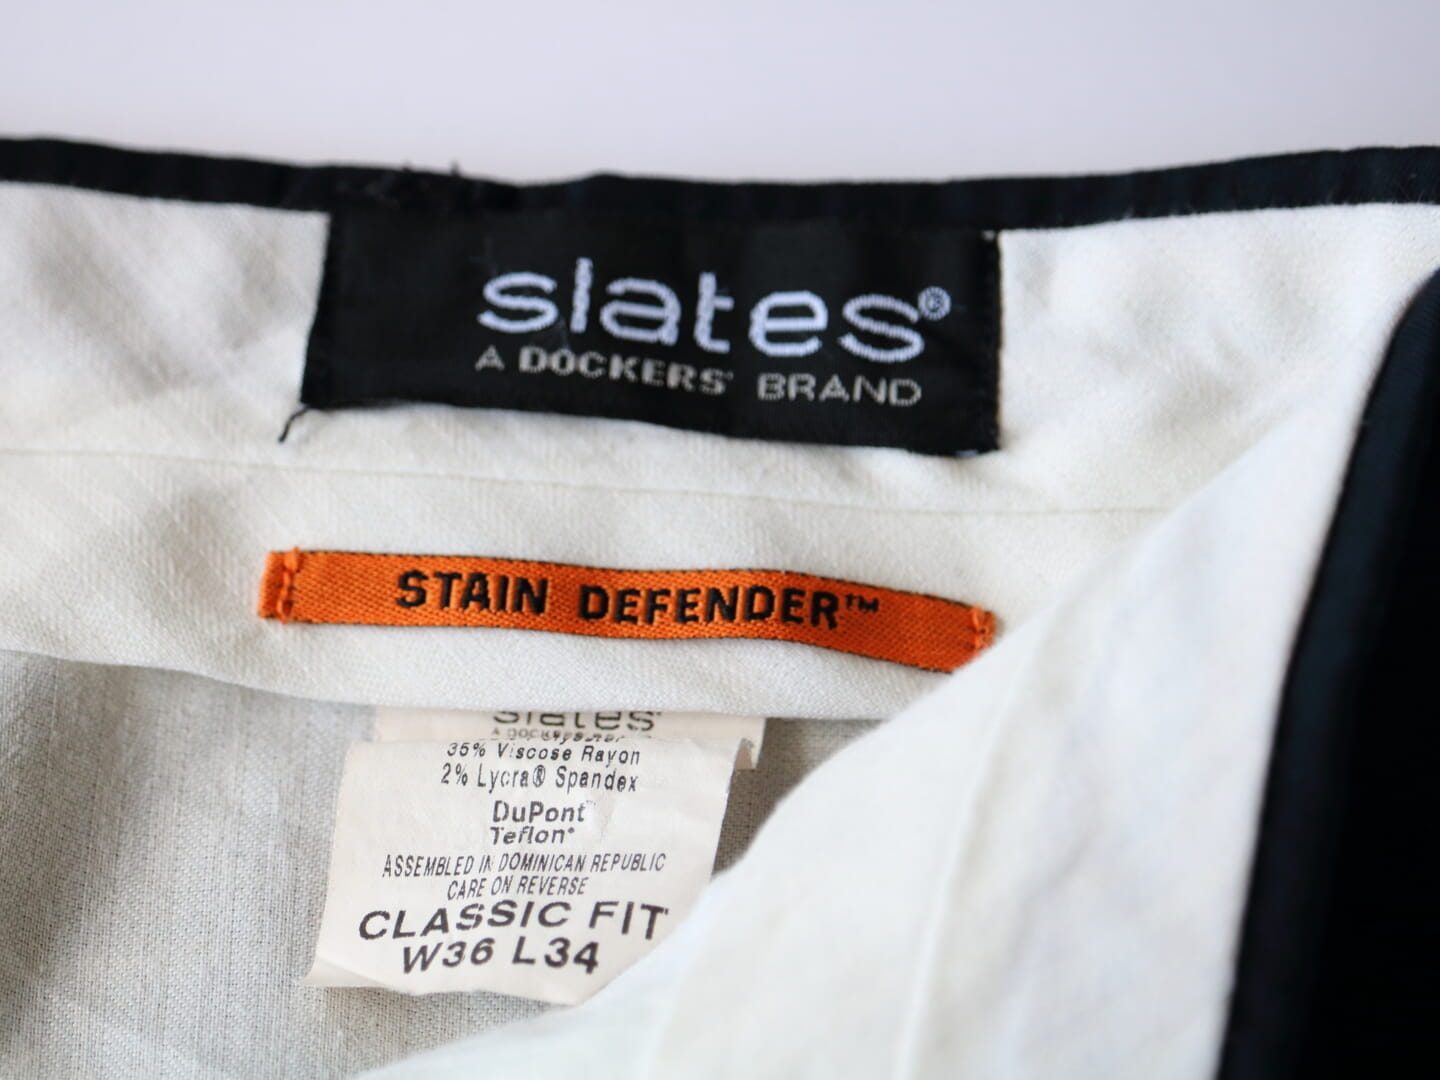 slates®
A DOCKERS® BRAND
STAIN DEFENDER™
slates
35% Viscose Rayon
2% Lycra® Spandex
DuPont
Teflon®
ASSEMBLED IN DOMINICAN REPUBLIC
CARE ON REVERSE
CLASSIC FIT
W36 L34